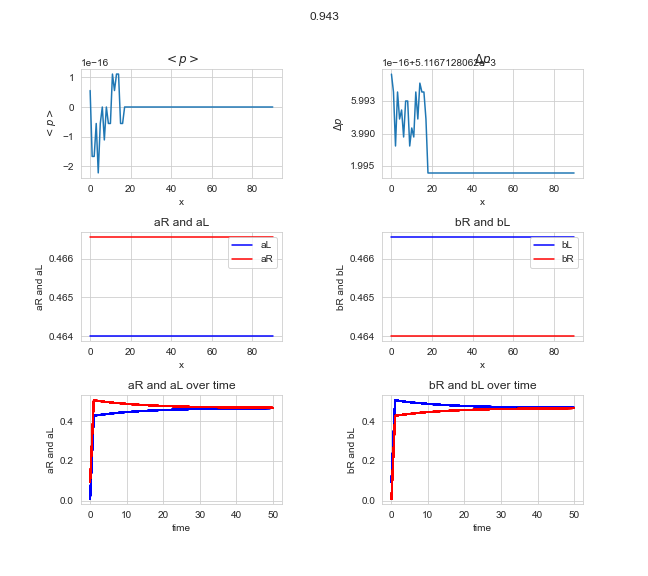 0.943
1e−16
< p >
1
0
−1
−2
< p >
0 20 40 60 80
x
1e−16+5.1167128062e−3
Δp
5.993
3.990
1.995
Δp
0 20 40 60 80
x
aR and aL
0.466
0.465
0.464
aR and aL
aL
aR
0 20 40 60 80
x
bR and bL
0.466
0.465
0.464
bR and bL
bL
bR
0 20 40 60 80
x
aR and aL over time
0.4
0.2
0.0
aR and aL
0 10 20 30 40 50
time
bR and bL over time
0.4
0.2
0.0
bR and bL
0 10 20 30 40 50
time